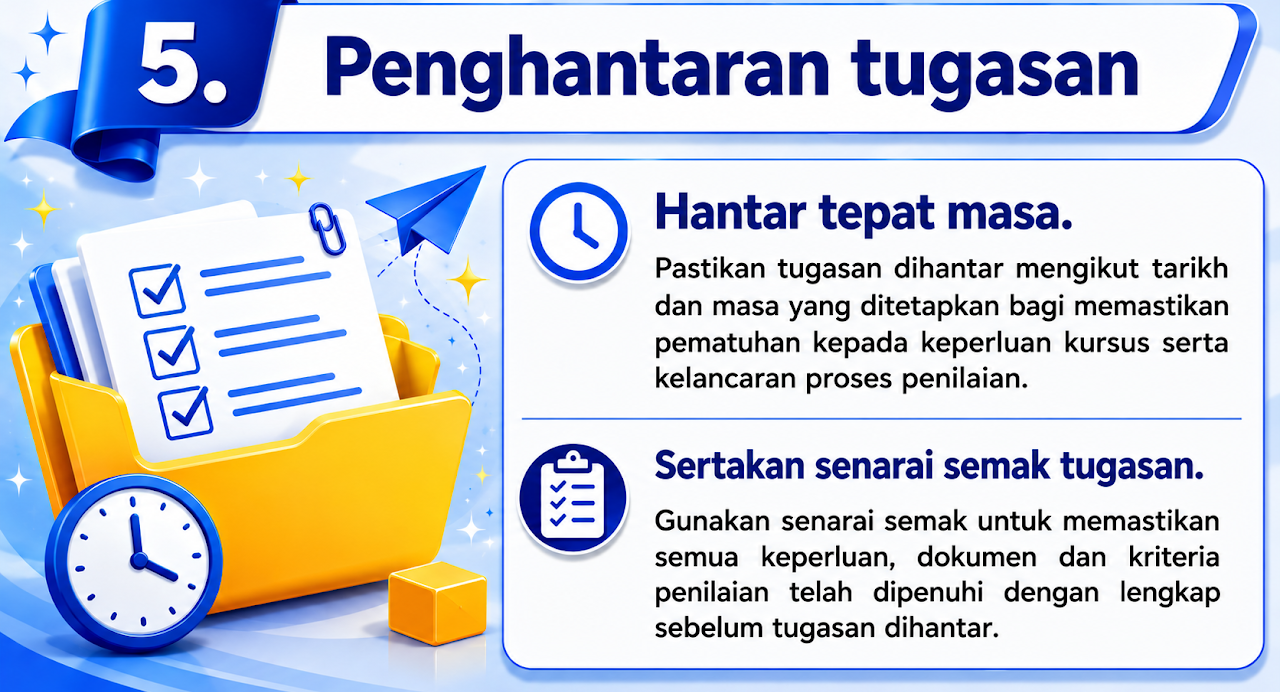 5. Penghantaran tugasan
Hantar tepat masa.
Pastikan tugasan dihantar mengikut tarikh
dan masa yang ditetapkan bagi memastikan
pematuhan kepada keperluan kursus serta
kelancaran proses penilaian.
Sertakan senarai semak tugasan.
Gunakan senarai semak untuk memastikan
semua keperluan, dokumen dan kriteria
penilaian telah dipenuhi dengan lengkap
sebelum tugasan dihantar.